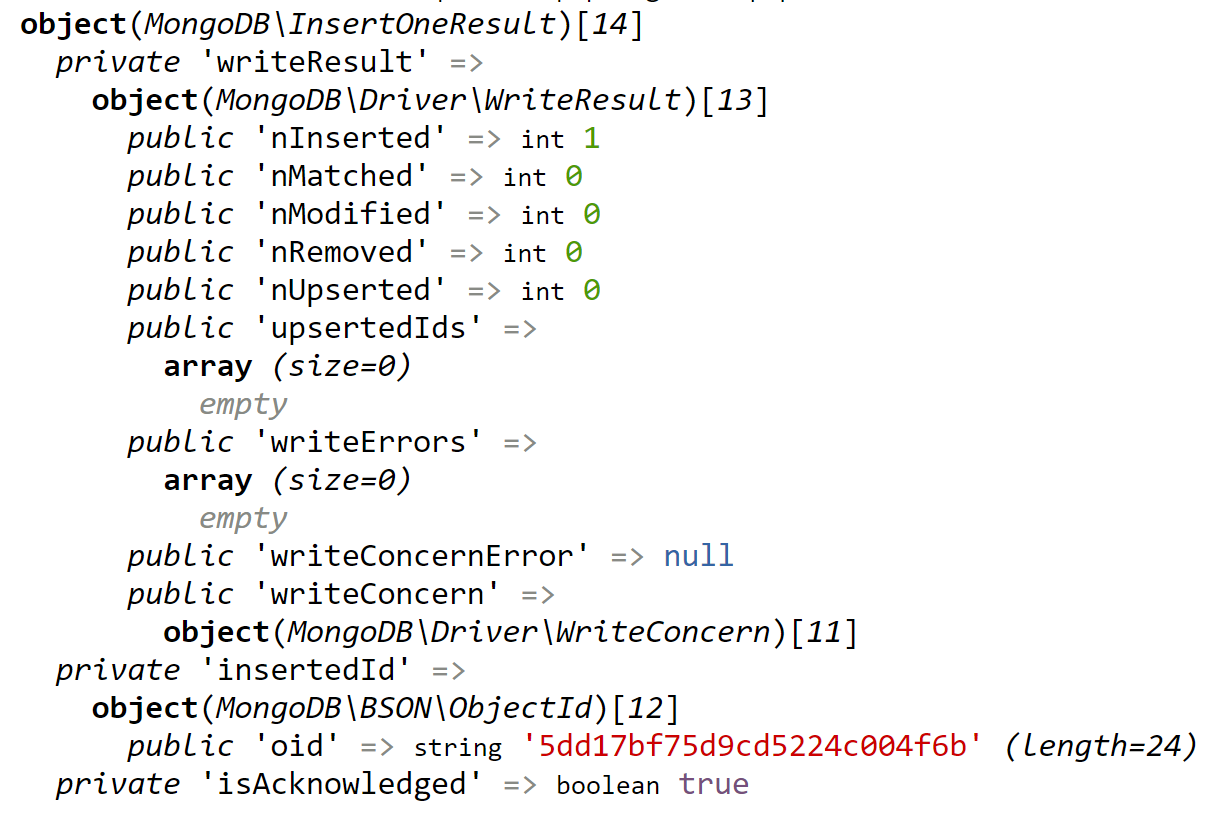 object(MongoDB\InsertOneResult)[14]
  private 'writeResult' =>
    object(MongoDB\Driver\WriteResult)[13]
      public 'nInserted' => int 1
      public 'nMatched' => int 0
      public 'nModified' => int 0
      public 'nRemoved' => int 0
      public 'nUpserted' => int 0
      public 'upsertedIds' =>
        array (size=0)
          empty
      public 'writeErrors' =>
        array (size=0)
          empty
      public 'writeConcernError' => null
      public 'writeConcern' =>
        object(MongoDB\Driver\WriteConcern)[11]
  private 'insertedId' =>
    object(MongoDB\BSON\ObjectId)[12]
      public 'oid' => string '5dd17bf75d9cd5224c004f6b' (length=24)
  private 'isAcknowledged' => boolean true